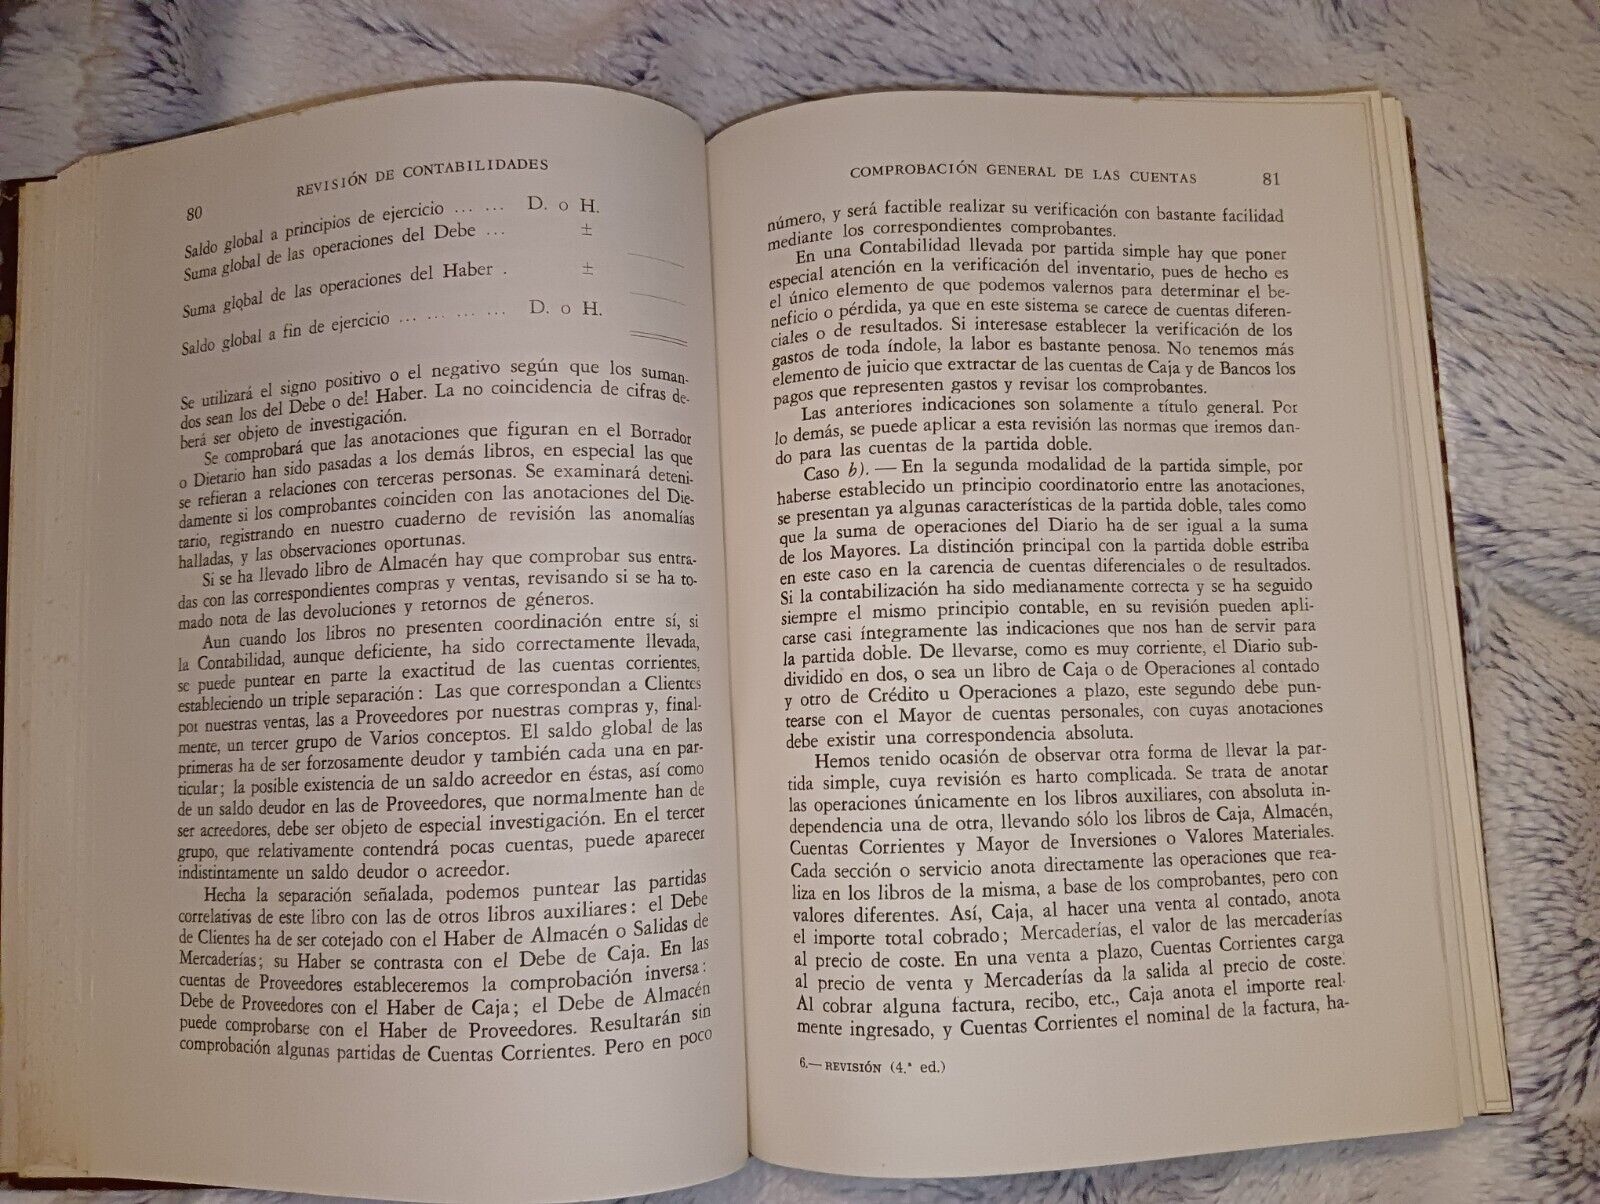 80
REVISIÓN DE CONTABILIDADES
Saldo global a principios de ejercicio ... ... D. o H.
Suma global de las operaciones del Debe ... ±
Suma global de las operaciones del Haber . ±
Saldo global a fin de ejercicio ... ... ... ... D. o H.
Se utilizará el signo positivo o el negativo según que los suman-
dos sean los del Debe o del Haber. La no coincidencia de cifras de-
berá ser objeto de investigación.
Se comprobará que las anotaciones que figuran en el Borrador
o Dietario han sido pasadas a los demás libros, en especial las que
se refieran a relaciones con terceras personas. Se examinará deteni-
damente si los comprobantes coinciden con las anotaciones del Die-
tario, registrando en nuestro cuaderno de revisión las anomalías
halladas, y las observaciones oportunas.
Si se ha llevado libro de Almacén hay que comprobar sus entra-
das con las correspondientes compras y ventas, revisando si se ha to-
mado nota de las devoluciones y retornos de géneros.
Aun cuando los libros no presenten coordinación entre sí, si
la Contabilidad, aunque deficiente, ha sido correctamente llevada,
se puede puntear en parte la exactitud de las cuentas corrientes,
estableciendo un triple separación: Las que correspondan a Clientes
por nuestras ventas, las a Proveedores por nuestras compras y, final-
mente, un tercer grupo de Varios conceptos. El saldo global de las
primeras ha de ser forzosamente deudor y también cada una en par-
ticular; la posible existencia de un saldo acreedor en éstas, así como
de un saldo deudor en las de Proveedores, que normalmente han de
ser acreedores, debe ser objeto de especial investigación. En el tercer
grupo, que relativamente contendrá pocas cuentas, puede aparecer
indistintamente un saldo deudor o acreedor.
Hecha la separación señalada, podemos puntear las partidas
correlativas de este libro con las de otros libros auxiliares: el Debe
de Clientes ha de ser cotejado con el Haber de Almacén o Salidas de
Mercaderías; su Haber se contrasta con el Debe de Caja. En las
cuentas de Proveedores estableceremos la comprobación inversa:
Debe de Proveedores con el Haber de Caja; el Debe de Almacén
puede comprobarse con el Haber de Proveedores. Resultarán sin
comprobación algunas partidas de Cuentas Corrientes. Pero en poco
COMPROBACIÓN GENERAL DE LAS CUENTAS 81
número, y será factible realizar su verificación con bastante facilidad
mediante los correspondientes comprobantes.
En una Contabilidad llevada por partida simple hay que poner
especial atención en la verificación del inventario, pues de hecho es
el único elemento de que podemos valernos para determinar el be-
neficio o pérdida, ya que en este sistema se carece de cuentas diferen-
ciales o de resultados. Si interesase establecer la verificación de los
gastos de toda índole, la labor es bastante penosa. No tenemos más
elemento de juicio que extractar de las cuentas de Caja y de Bancos los
pagos que representen gastos y revisar los comprobantes.
Las anteriores indicaciones son solamente a título general. Por
lo demás, se puede aplicar a esta revisión las normas que iremos dan-
do para las cuentas de la partida doble.
Caso b). — En la segunda modalidad de la partida simple, por
haberse establecido un principio coordinatorio entre las anotaciones,
se presentan ya algunas características de la partida doble, tales como
que la suma de operaciones del Diario ha de ser igual a la suma
de los Mayores. La distinción principal con la partida doble estriba
en este caso en la carencia de cuentas diferenciales o de resultados.
Si la contabilización ha sido medianamente correcta y se ha seguido
siempre el mismo principio contable, en su revisión pueden apli-
carse casi íntegramente las indicaciones que nos han de servir para
la partida doble. De llevarse, como es muy corriente, el Diario sub-
dividido en dos, o sea un libro de Caja o de Operaciones al contado
y otro de Crédito u Operaciones a plazo, este segundo debe pun-
tearse con el Mayor de cuentas personales, con cuyas anotaciones
debe existir una correspondencia absoluta.
Hemos tenido ocasión de observar otra forma de llevar la par-
tida simple, cuya revisión es harto complicada. Se trata de anotar
las operaciones únicamente en los libros auxiliares, con absoluta in-
dependencia una de otra, llevando sólo los libros de Caja, Almacén,
Cuentas Corrientes y Mayor de Inversiones o Valores Materiales.
Cada sección o servicio anota directamente las operaciones que rea-
liza en los libros de la misma, a base de los comprobantes, pero con
valores diferentes. Así, Caja, al hacer una venta al contado, anota
el importe total cobrado; Mercaderías, el valor de las mercaderías
al precio de coste. En una venta a plazo, Cuentas Corrientes carga
al precio de venta y Mercaderías da la salida al precio de coste.
Al cobrar alguna factura, recibo, etc., Caja anota el importe real-
mente ingresado, y Cuentas Corrientes el nominal de la factura, ha-
6.— REVISIÓN (4.ª ed.)